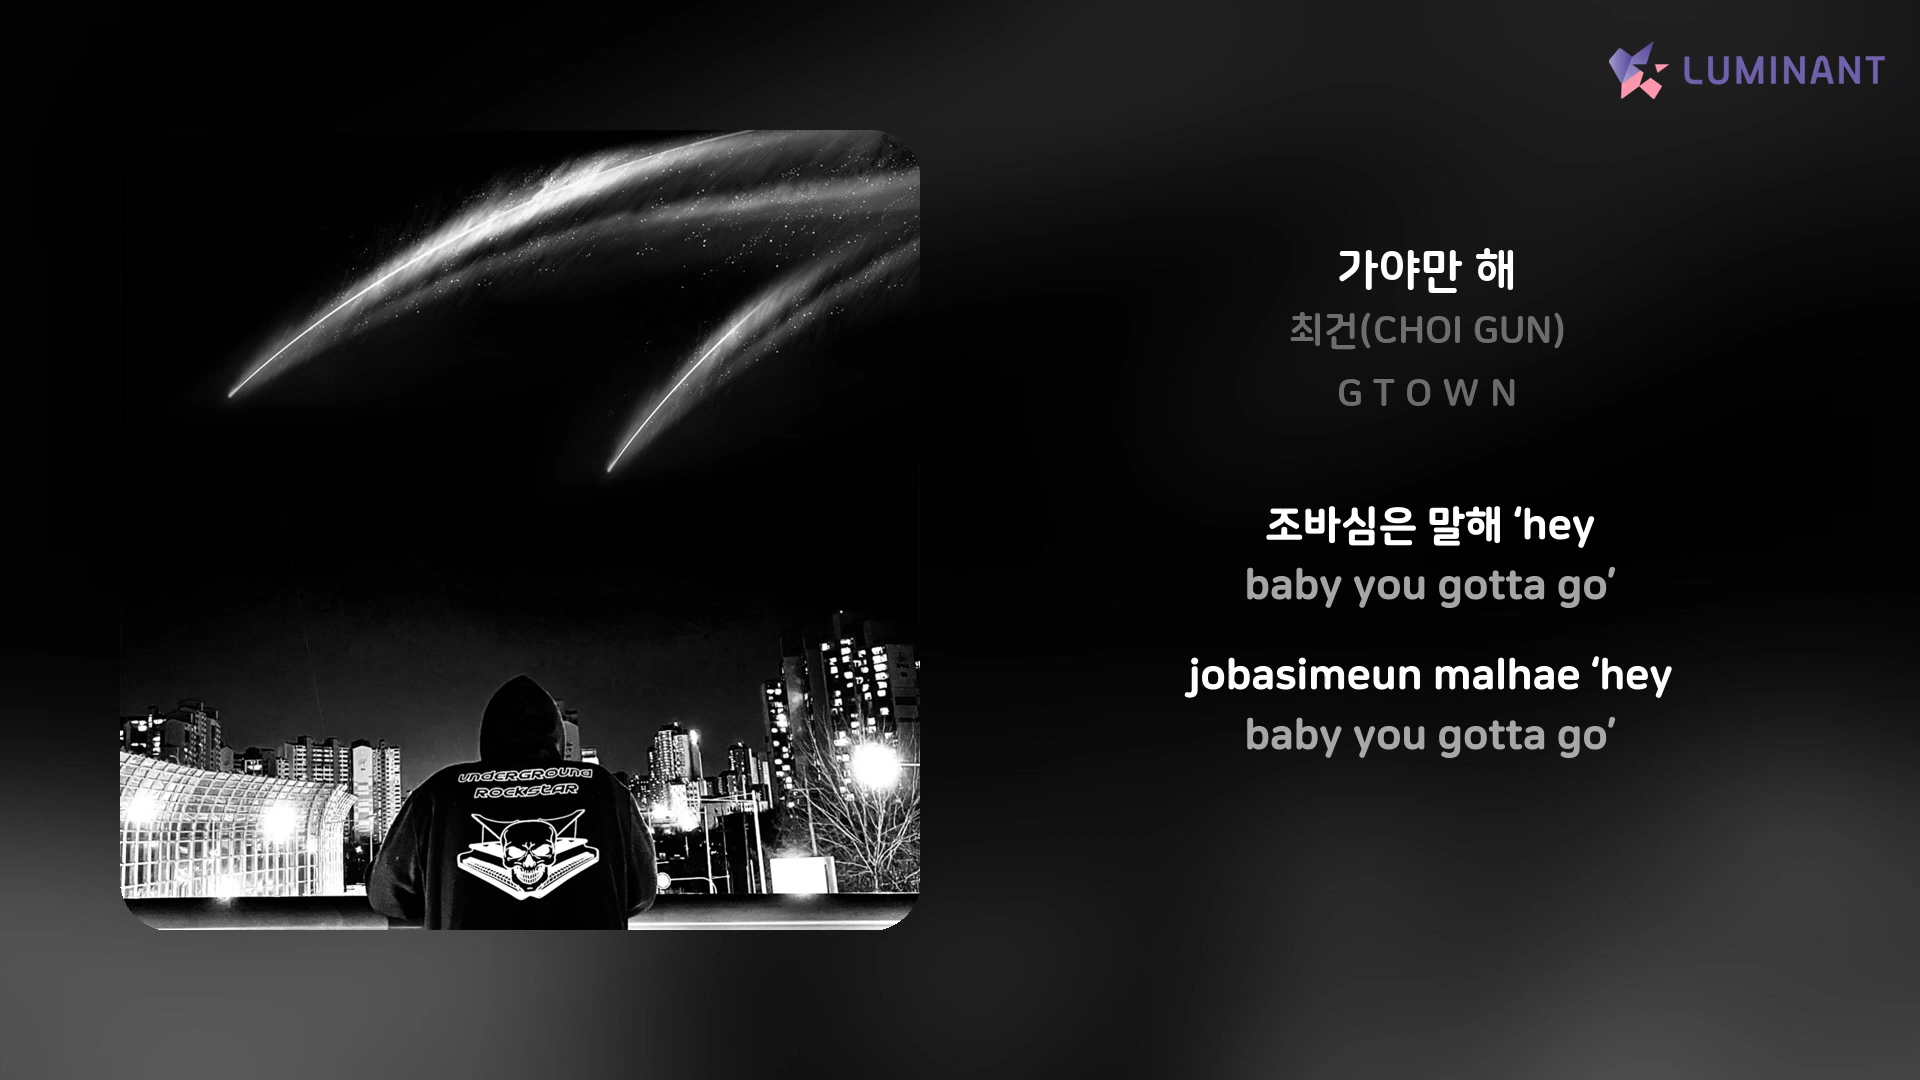 LUMINANT
가야만 해
최건(CHOI GUN)
G T O W N
조바심은 말해 ‘hey
baby you gotta go’
jobasimeun malhae ‘hey
baby you gotta go’
UNDERGROUND
ROCKSTAR